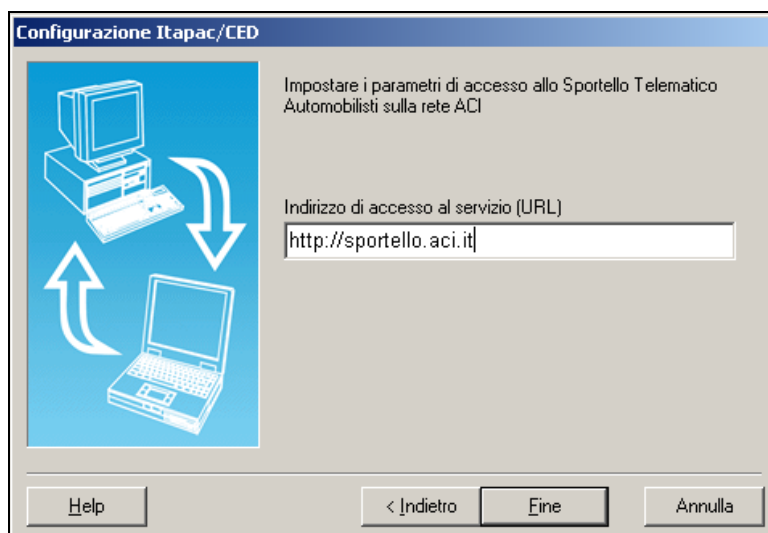 Configurazione Itapac/CED
Impostare i parametri di accesso allo Sportello Telematico
Automobilisti sulla rete ACI
Indirizzo di accesso al servizio (URL)
http://sportello.aci.it
Help
< Indietro
Fine
Annulla